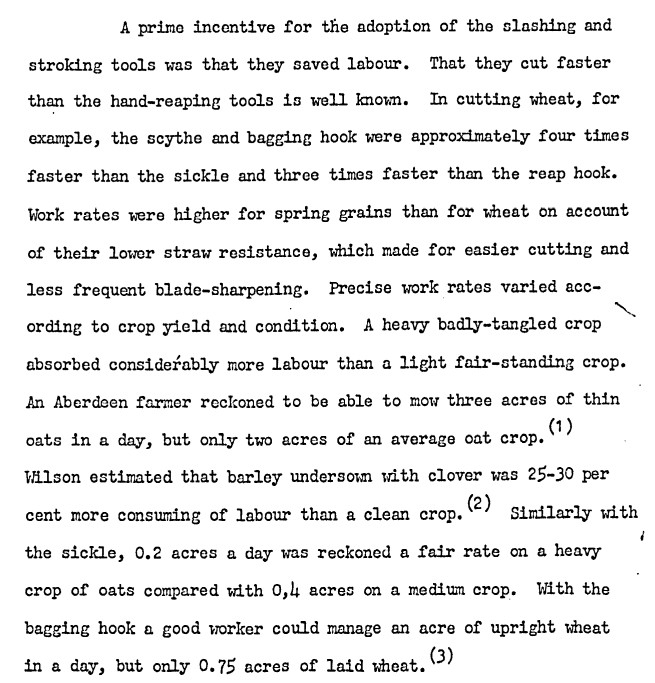 A prime incentive for the adoption of the slashing and
stroking tools was that they saved labour. That they cut faster
than the hand-reaping tools is well known. In cutting wheat, for
example, the scythe and bagging hook were approximately four times
faster than the sickle and three times faster than the reap hook.
Work rates were higher for spring grains than for wheat on account
of their lower straw resistance, which made for easier cutting and
less frequent blade-sharpening. Precise work rates varied acc-
ording to crop yield and condition. A heavy badly-tangled crop
absorbed considerably more labour than a light fair-standing crop.
An Aberdeen farmer reckoned to be able to mow three acres of thin
oats in a day, but only two acres of an average oat crop.(1)
Wilson estimated that barley undersown with clover was 25-30 per
cent more consuming of labour than a clean crop.(2) Similarly with
the sickle, 0.2 acres a day was reckoned a fair rate on a heavy
crop of oats compared with 0,4 acres on a medium crop. With the
bagging hook a good worker could manage an acre of upright wheat
in a day, but only 0.75 acres of laid wheat.(3)